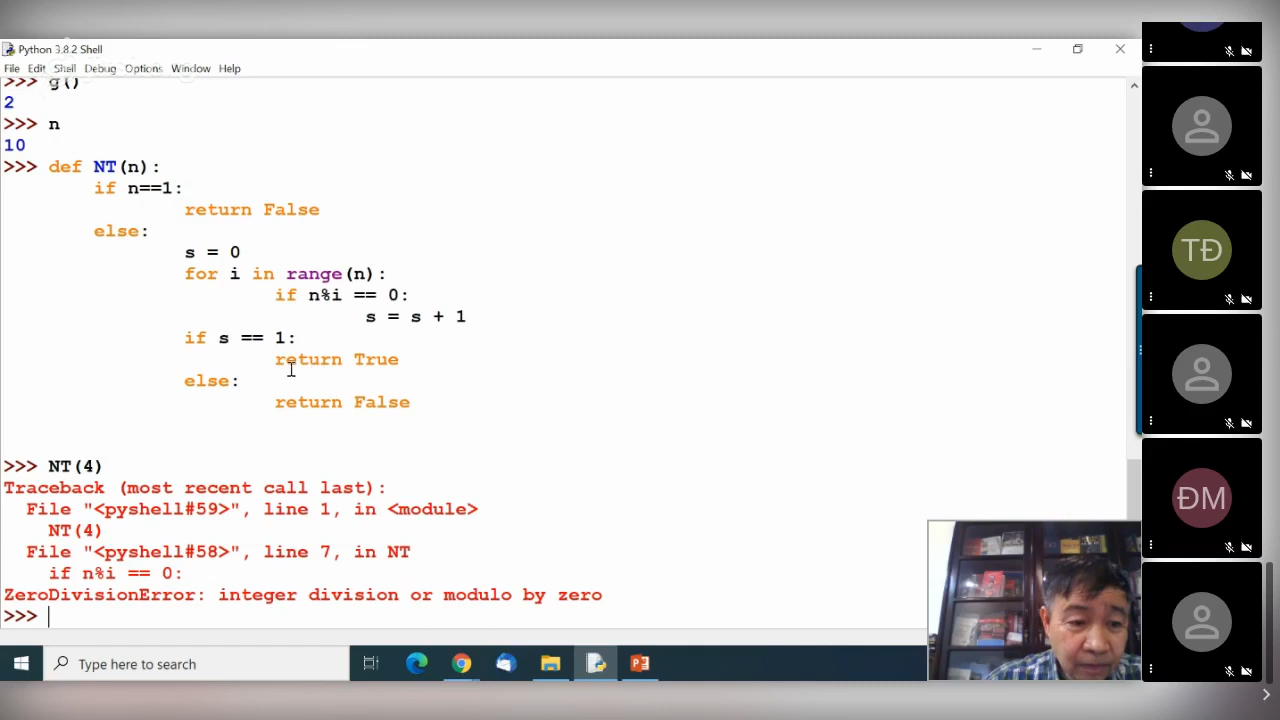 Python 3.8.2 Shell
File Edit Shell Debug Options Window Help
>>> g()
2
>>> n
10
>>> def NT(n):
if n==1:
return False
else:
s = 0
for i in range(n):
if n%i == 0:
s = s + 1
if s == 1:
return True
else:
return False
>>> NT(4)
Traceback (most recent call last):
File "<pyshell#59>", line 1, in <module>
NT(4)
File "<pyshell#58>", line 7, in NT
if n%i == 0:
ZeroDivisionError: integer division or modulo by zero
>>>
Type here to search
TĐ
ĐM